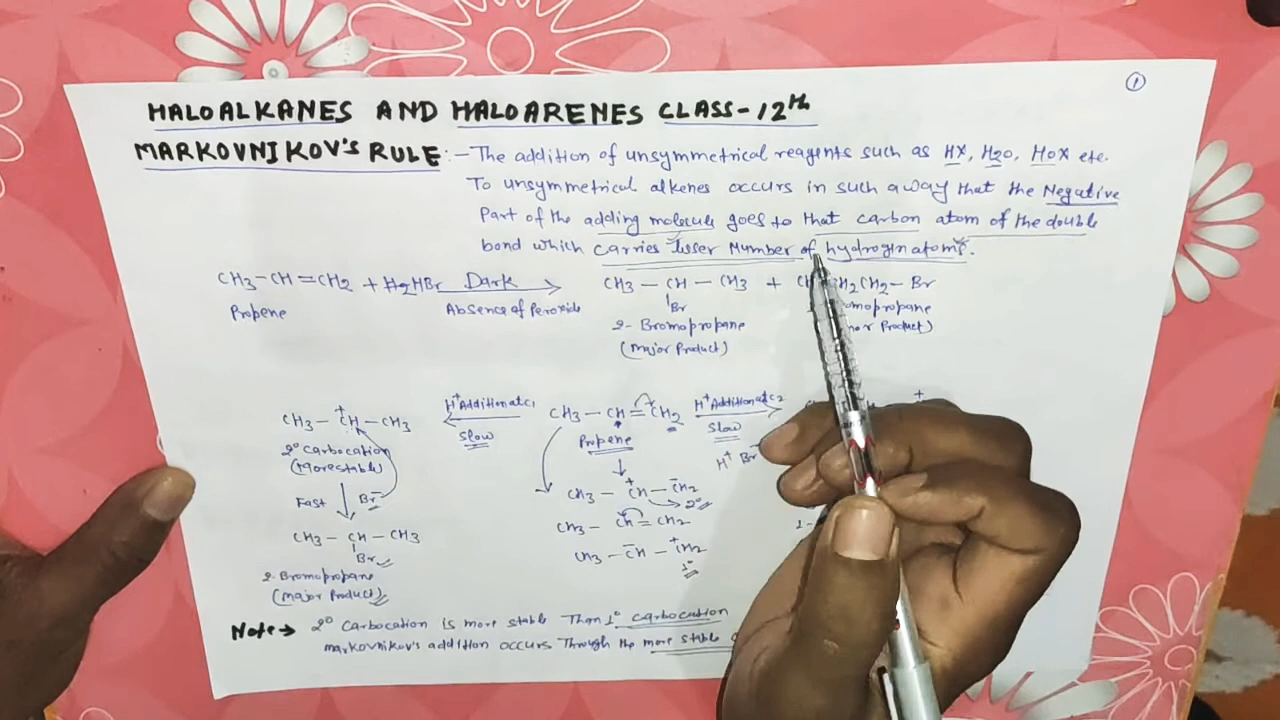 ①
HALOALKANES AND HALOARENES CLASS-12th
MARKOVNIKOV'S RULE:- The addition of unsymmetrical reagents such as HX, H2O, HOX etc.
To unsymmetrical alkenes occurs in such a way that the Negative
Part of the adding molecule goes to that carbon atom of the double
bond which carries lesser Number of hydrogin atoms.
CH3-CH=CH2 + HBr Dark CH3 - CH - CH3 + CH2CH2-Br
Propene Absence of Peroxide Br
2-Bromopropane
(Major Product) Product)
H+Addition at C1 CH3 - CH = CH2 H+Addition at C2
CH3 - +CH - CH3 Slow Propene Slow
2° Carbocation H+ Br
(More stable) CH3 - +CH - -CH2
2°
Fast Br- CH3 - CH = CH2
CH3 - CH - CH3 CH3 - -CH - +CH2
Br 1°
2-Bromopropane
(Major Product)
Note→ 2° Carbocation is more stable Than 1° carbocation
markovnikov's addition occurs Through the more stable